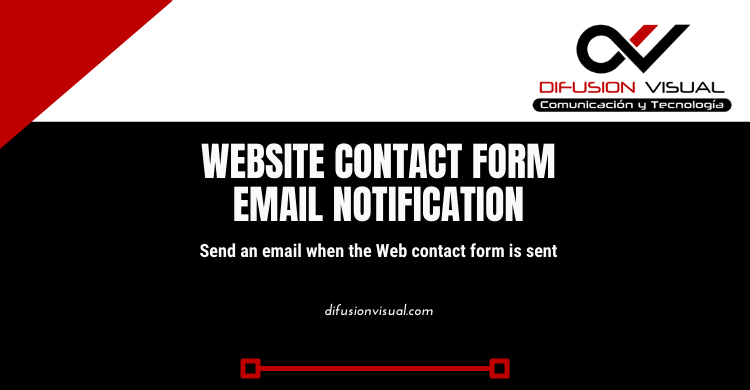 DIFUSION VISUAL
Comunicación y Tecnología
WEBSITE CONTACT FORM
EMAIL NOTIFICATION
Send an email when the Web contact form is sent
difusionvisual.com